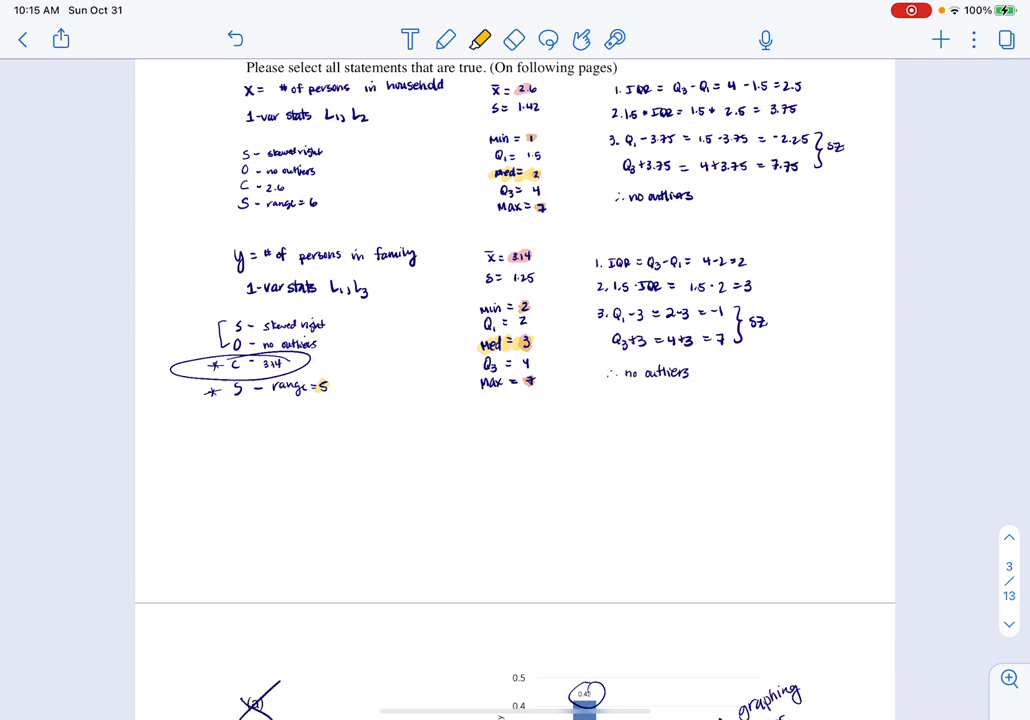 10:15 AM Sun Oct 31
100%
Please select all statements that are true. (On following pages)
X = # of persons in household
1-var stats L1, L2
S - skewed right
O - no outliers
C - 2.6
S - range = 6
x̄ = 2.6
S = 1.42
Min = 1
Q1 = 1.5
Med = 2
Q3 = 4
Max = 7
1. IQR = Q3 - Q1 = 4 - 1.5 = 2.5
2. 1.5 * IQR = 1.5 * 2.5 = 3.75
3. Q1 - 3.75 = 1.5 - 3.75 = -2.25
Q3 + 3.75 = 4 + 3.75 = 7.75
SZ
∴ no outliers
y = # of persons in family
1-var stats L1, L3
S - skewed right
O - no outliers
* C - 3.14
* S - range = 5
x̄ = 3.14
S = 1.25
Min = 2
Q1 = 2
Med = 3
Q3 = 4
Max = 7
1. IQR = Q3 - Q1 = 4 - 2 = 2
2. 1.5 · IQR = 1.5 · 2 = 3
3. Q1 - 3 = 2 - 3 = -1
Q3 + 3 = 4 + 3 = 7
SZ
∴ no outliers
3
/
13
(a)
0.5
0.4
0.42
graphing